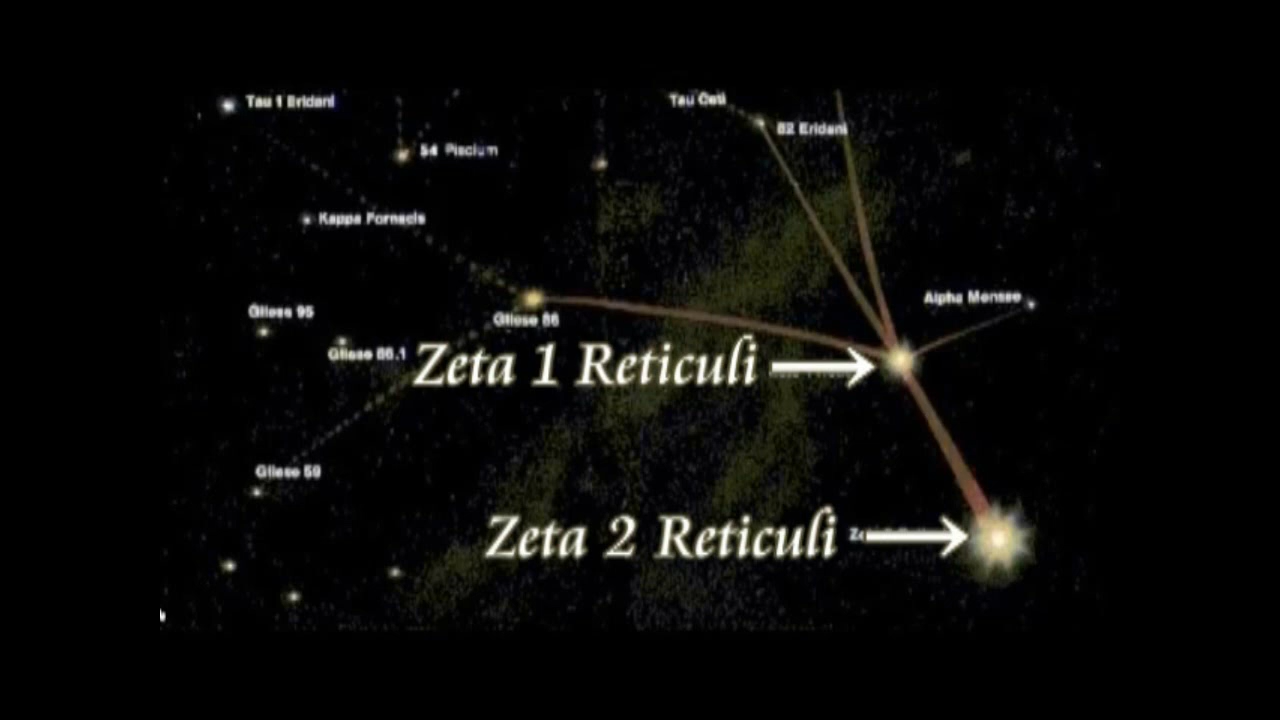 Tau 1 Eridani
Tau Ceti
82 Eridani
54 Piscium
Kappa Fornacis
Alpha Mensae
Gliese 95
Gliese 86
Gliese 86.1
Zeta 1 Reticuli
Gliese 59
Zeta 2 Reticuli